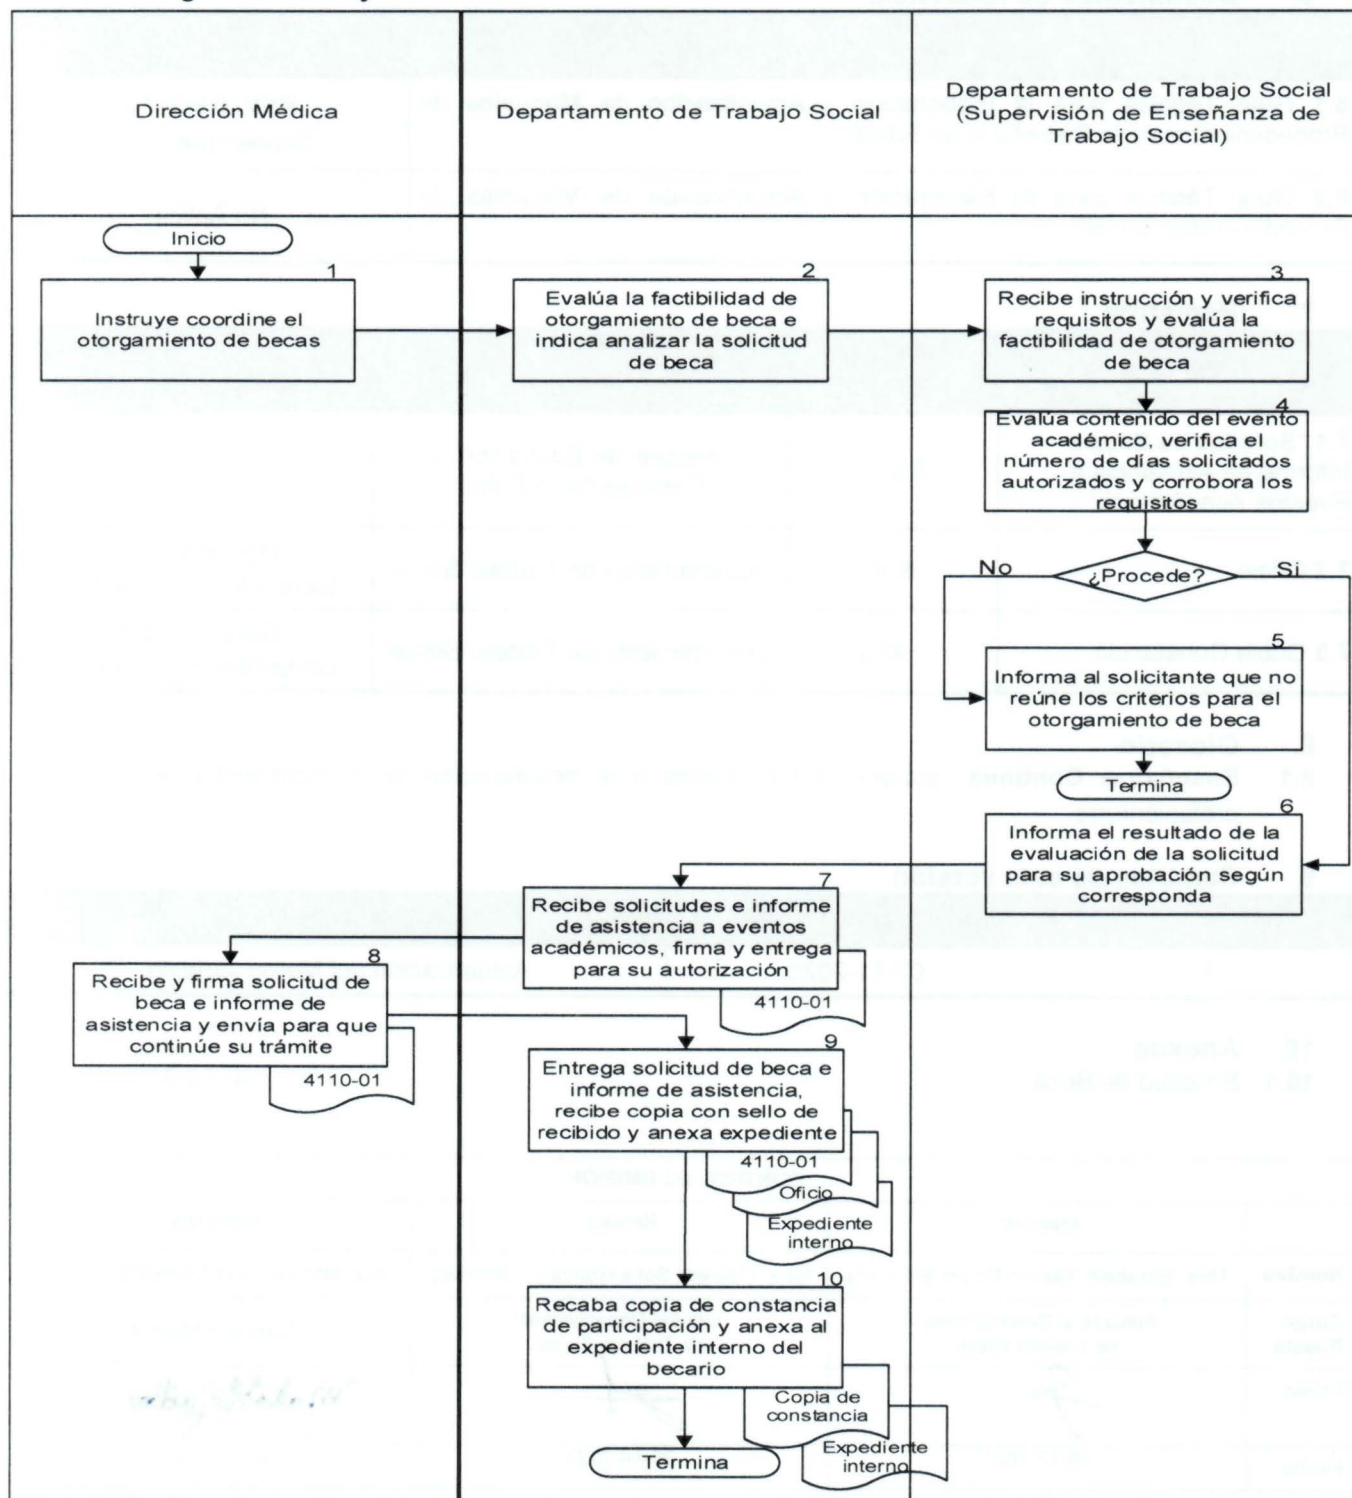 Dirección Médica
Departamento de Trabajo Social
Departamento de Trabajo Social
(Supervisión de Enseñanza de
Trabajo Social)
Inicio
1
Instruye coordine el
otorgamiento de becas
2
Evalúa la factibilidad de
otorgamiento de beca e
indica analizar la solicitud
de beca
3
Recibe instrucción y verifica
requisitos y evalúa la
factibilidad de otorgamiento
de beca
4
Evalúa contenido del evento
académico, verifica el
número de días solicitados
autorizados y corrobora los
requisitos
No
¿Procede?
Si
5
Informa al solicitante que no
reúne los criterios para el
otorgamiento de beca
Termina
6
Informa el resultado de la
evaluación de la solicitud
para su aprobación según
corresponda
7
Recibe solicitudes e informe
de asistencia a eventos
académicos, firma y entrega
para su autorización
4110-01
8
Recibe y firma solicitud de
beca e informe de
asistencia y envía para que
continúe su trámite
4110-01
9
Entrega solicitud de beca e
informe de asistencia,
recibe copia con sello de
recibido y anexa expediente
4110-01
Oficio
Expediente
interno
10
Recaba copia de constancia
de participación y anexa al
expediente interno del
becario
Copia de
constancia
Expediente
interno
Termina